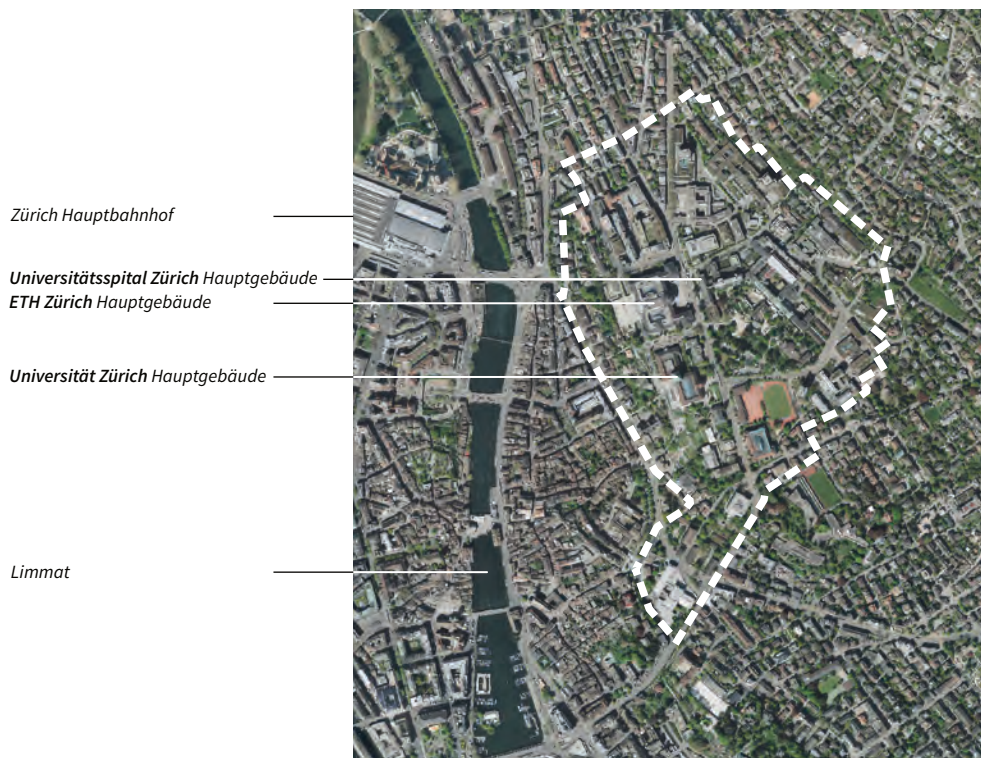 Zürich Hauptbahnhof
Universitätsspital Zürich Hauptgebäude
ETH Zürich Hauptgebäude
Universität Zürich Hauptgebäude
Limmat